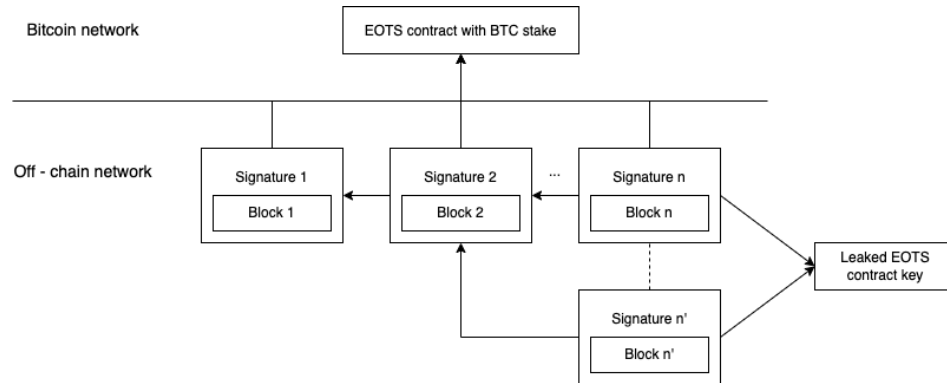 Bitcoin network
EOTS contract with BTC stake
Off - chain network
Signature 1
Block 1
Signature 2
Block 2
...
Signature n
Block n
Leaked EOTS
contract key
Signature n'
Block n'